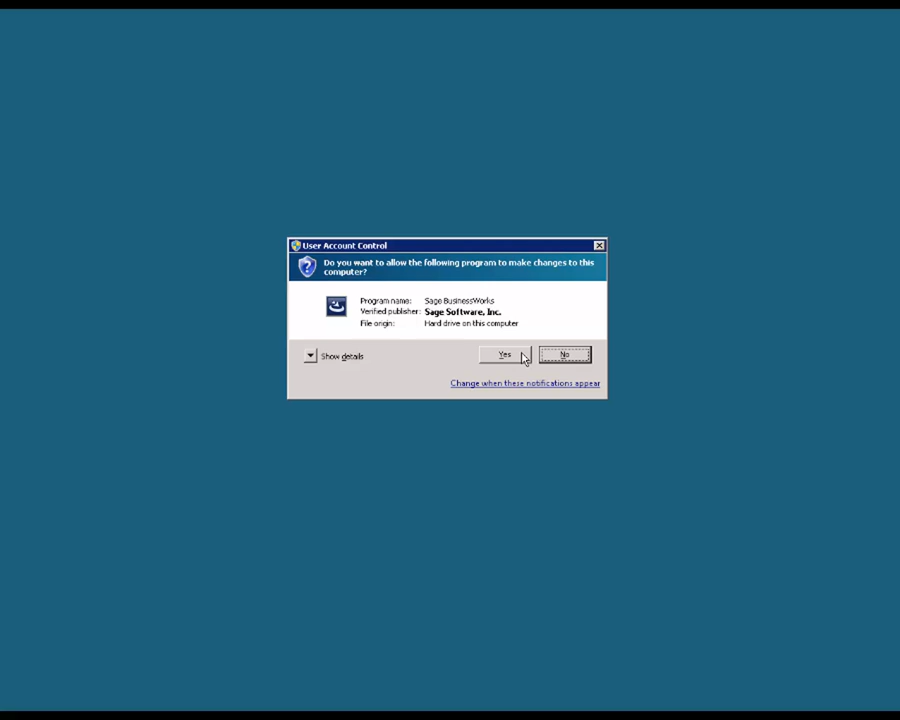 User Account Control
Do you want to allow the following program to make changes to this
computer?
Program name: Sage BusinessWorks
Verified publisher: Sage Software, Inc.
File origin: Hard drive on this computer
Show details
Yes
No
Change when these notifications appear